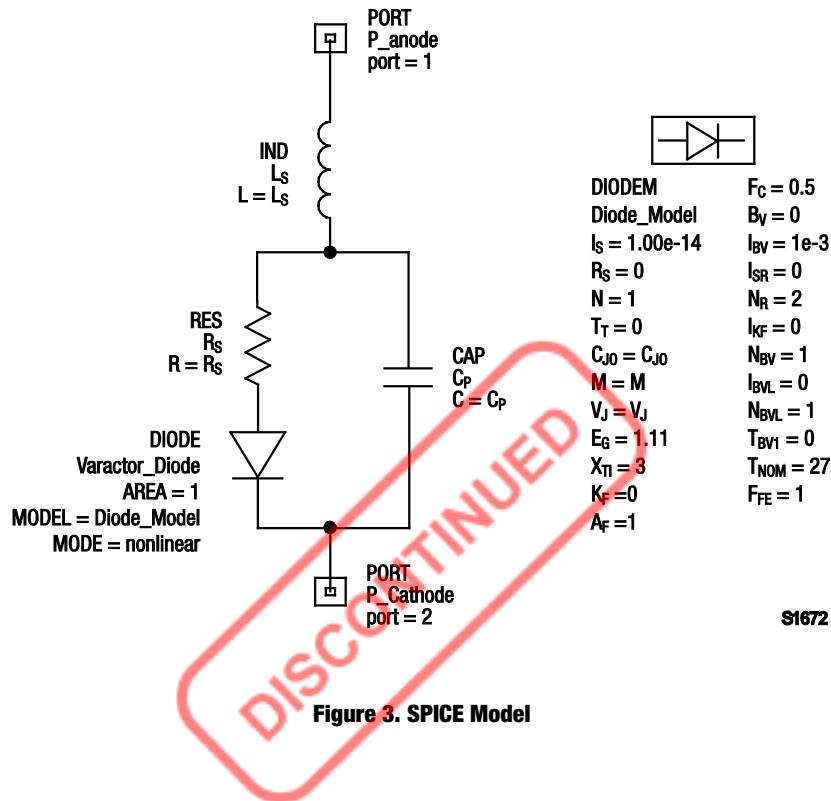 PORT
P_anode
port = 1
IND
LS
L = LS
RES
RS
R = RS
CAP
CP
C = CP
DIODE
Varactor_Diode
AREA = 1
MODEL = Diode_Model
MODE = nonlinear
PORT
P_Cathode
port = 2
DIODEM
Diode_Model
IS = 1.00e-14
RS = 0
N = 1
TT = 0
CJO = CJO
M = M
VJ = VJ
EG = 1.11
XTI = 3
KF =0
AF =1
FC = 0.5
BV = 0
IBV = 1e-3
ISR = 0
NR = 2
IKF = 0
NBV = 1
IBVL = 0
NBVL = 1
TBV1 = 0
TNOM = 27
FFE = 1
S1672
DISCONTINUED
Figure 3. SPICE Model